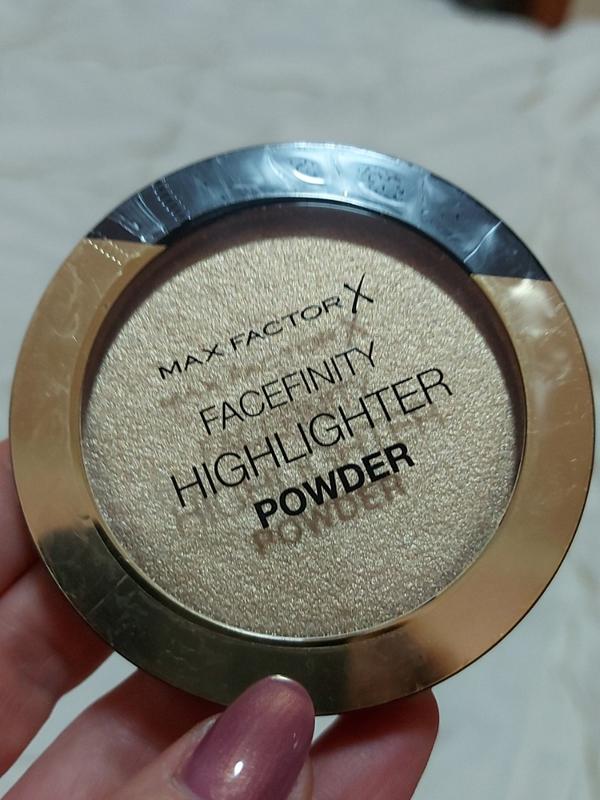 MAX FACTOR X
FACEFINITY
HIGHLIGHTER
POWDER